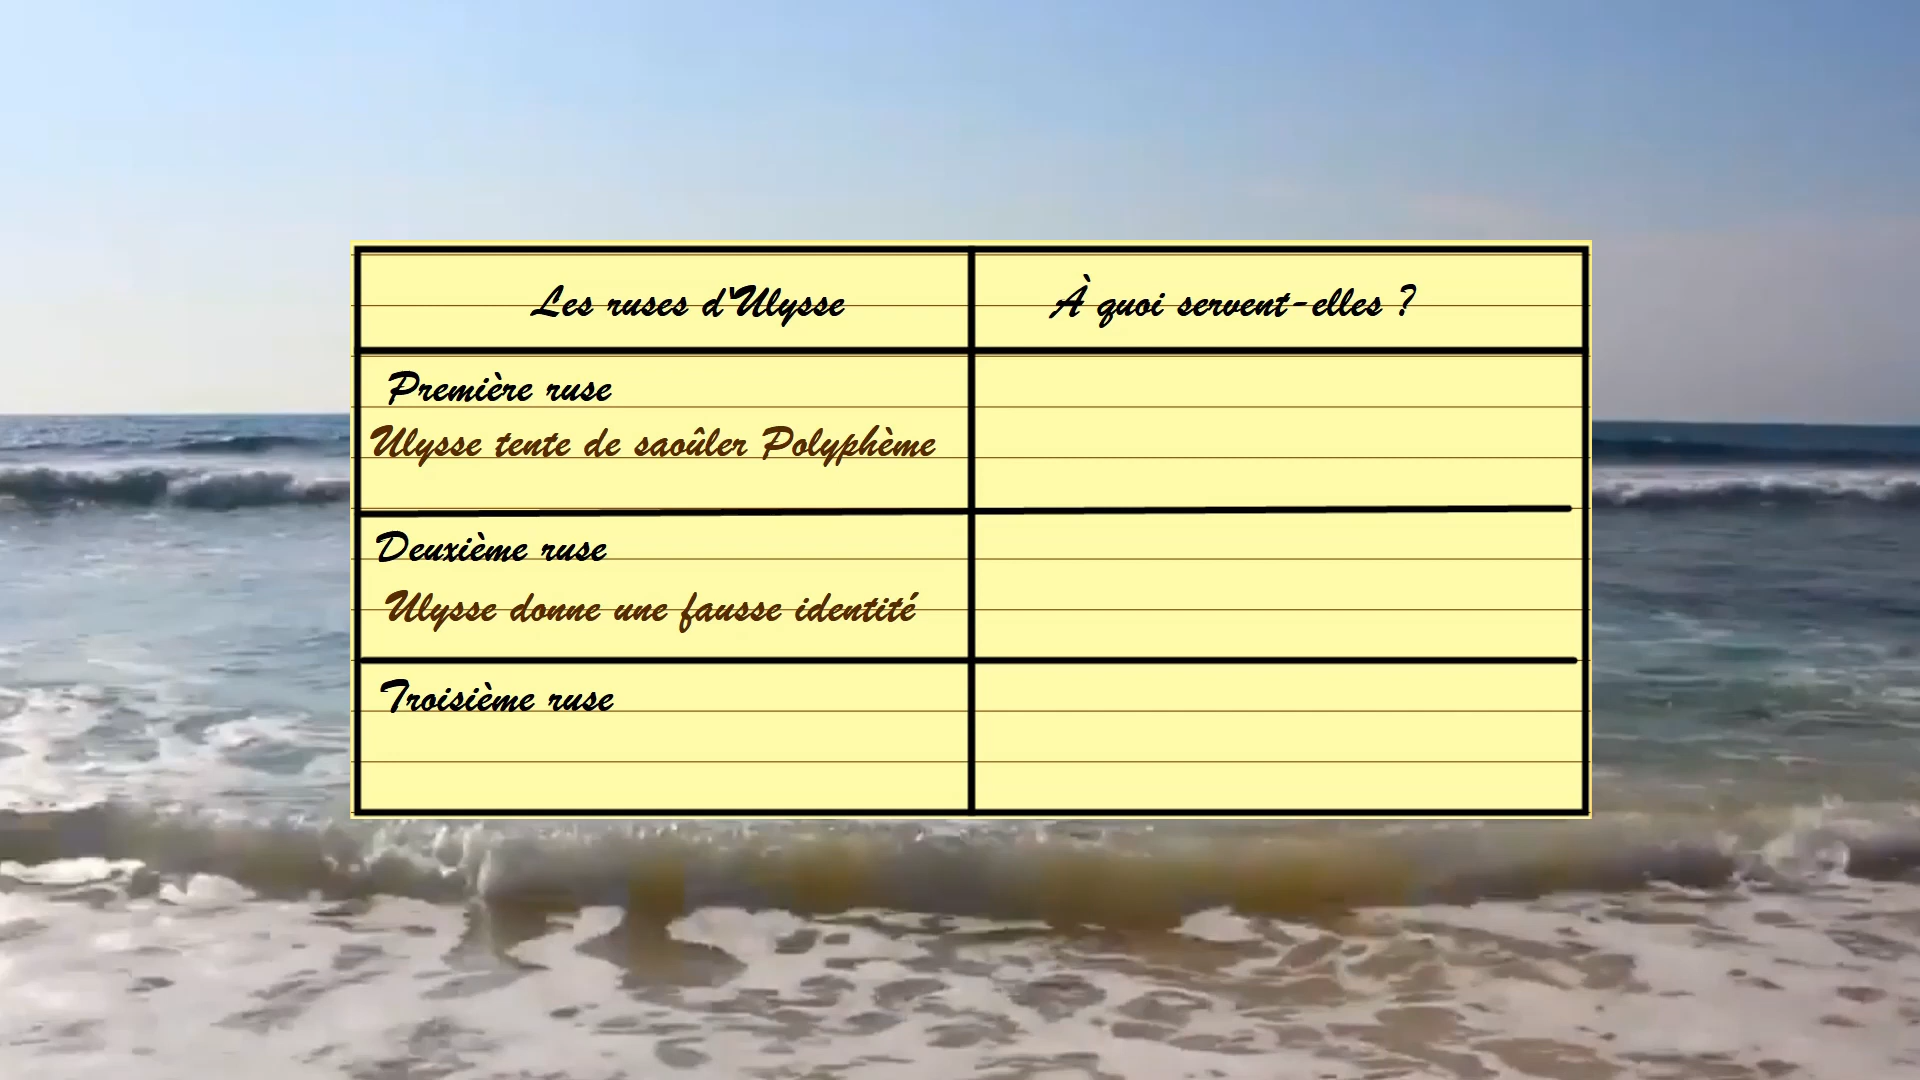 Les ruses d'Ulysse
À quoi servent-elles ?
Première ruse
Ulysse tente de saoûler Polyphème
Deuxième ruse
Ulysse donne une fausse identité
Troisième ruse